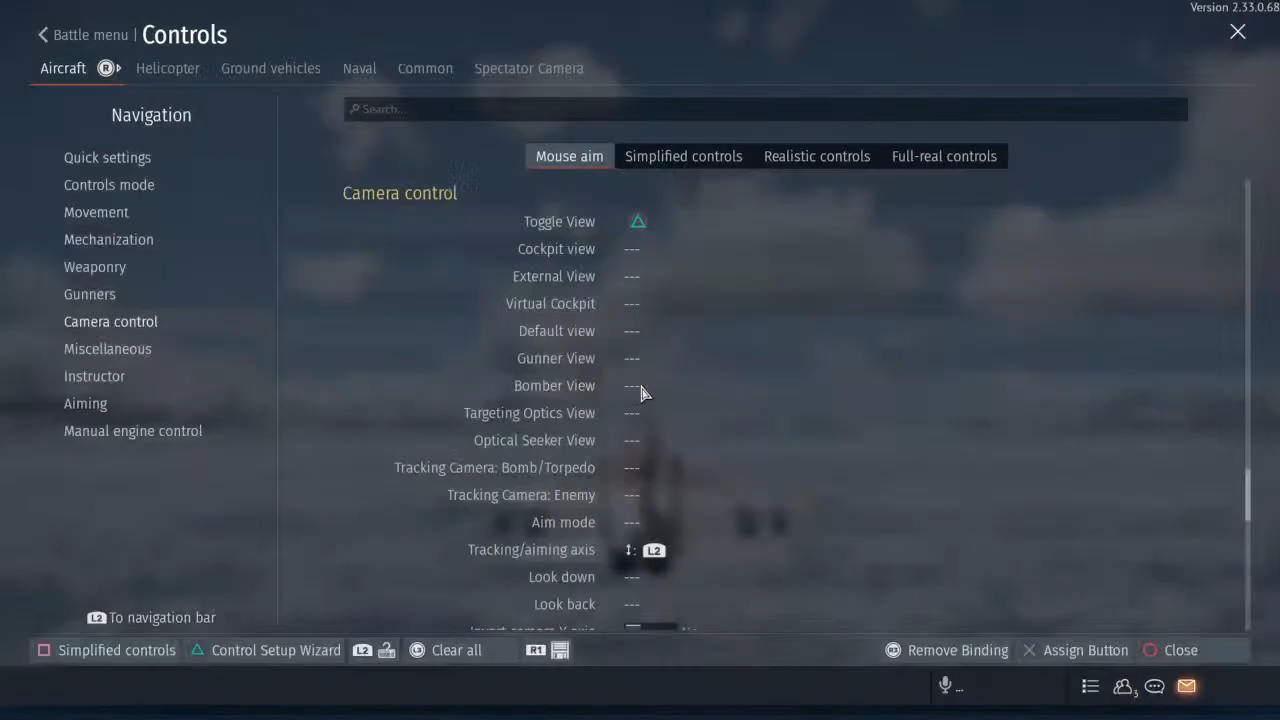 Version 2.33.0.68
Battle menu | Controls
Aircraft R Helicopter Ground vehicles Naval Common Spectator Camera
Navigation
Search...
Quick settings
Controls mode
Movement
Mechanization
Weaponry
Gunners
Camera control
Miscellaneous
Instructor
Aiming
Manual engine control
L2 To navigation bar
Mouse aim Simplified controls Realistic controls Full-real controls
Camera control
Toggle View
Cockpit view ---
External View ---
Virtual Cockpit ---
Default view ---
Gunner View ---
Bomber View ---
Targeting Optics View ---
Optical Seeker View ---
Tracking Camera: Bomb/Torpedo ---
Tracking Camera: Enemy ---
Aim mode ---
Tracking/aiming axis ↕: L2
Look down ---
Look back ---
Simplified controls Control Setup Wizard L2 Clear all R1 Remove Binding Assign Button Close
... 3